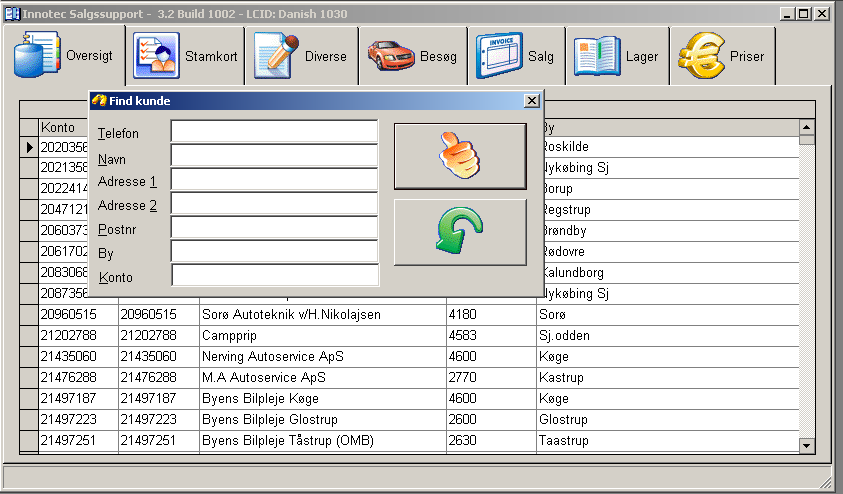 Innotec Salgssupport - 3.2 Build 1002 - LCID: Danish 1030
Oversigt Stamkort Diverse Besøg INVOICE Salg Lager Priser
Find kunde
Telefon
Navn
Adresse 1
Adresse 2
Postnr
By
Konto
Konto By
2020356 Roskilde
2021358 Nykøbing Sj
2022414 Borup
2047121 Regstrup
2060373 Brøndby
2061702 Rødovre
2083068 Kalundborg
2087356 Nykøbing Sj
20960515 20960515 Sorø Autoteknik v/H.Nikolajsen 4180 Sorø
21202788 21202788 Campprip 4583 Sj.odden
21435060 21435060 Nerving Autoservice ApS 4600 Køge
21476288 21476288 M.A Autoservice ApS 2770 Kastrup
21497187 21497187 Byens Bilpleje Køge 4600 Køge
21497223 21497223 Byens Bilpleje Glostrup 2600 Glostrup
21497251 21497251 Byens Bilpleje Tåstrup (OMB) 2630 Taastrup